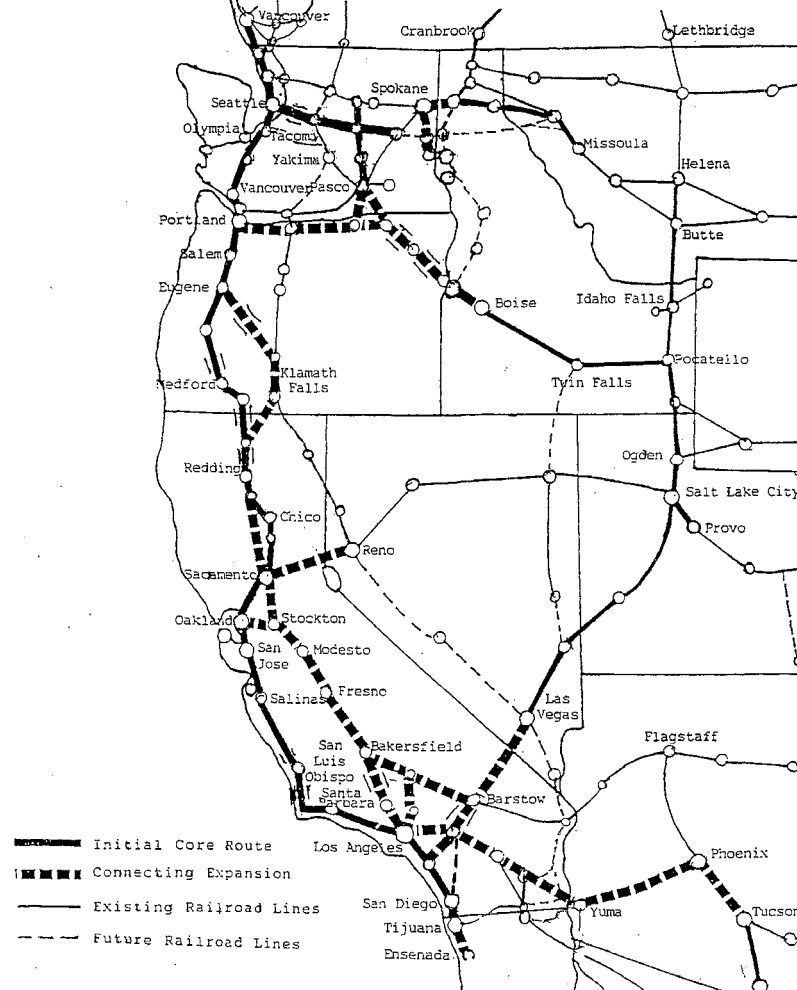 Vancouver
Cranbrook
Lethbridge
Spokane
Seattle
Olympia
Tacoma
Missoula
Yakima
Helena
Vancouver
Pasco
Portland
Butte
Salem
Eugene
Boise
Idaho Falls
Klamath
Falls
Pocatello
Medford
Twin Falls
Ogden
Redding
Salt Lake City
Chico
Provo
Reno
Sacamento
Oakland
Stockton
San
Jose
Modesto
Salinas
Fresno
Las
Vegas
San
Luis
Obispo
Bakersfield
Flagstaff
Santa
Barbara
Barstow
Los Angeles
Phoenix
San Diego
Yuma
Tucson
Tijuana
Ensenada
Initial Core Route
Connecting Expansion
Existing Railroad Lines
Future Railroad Lines